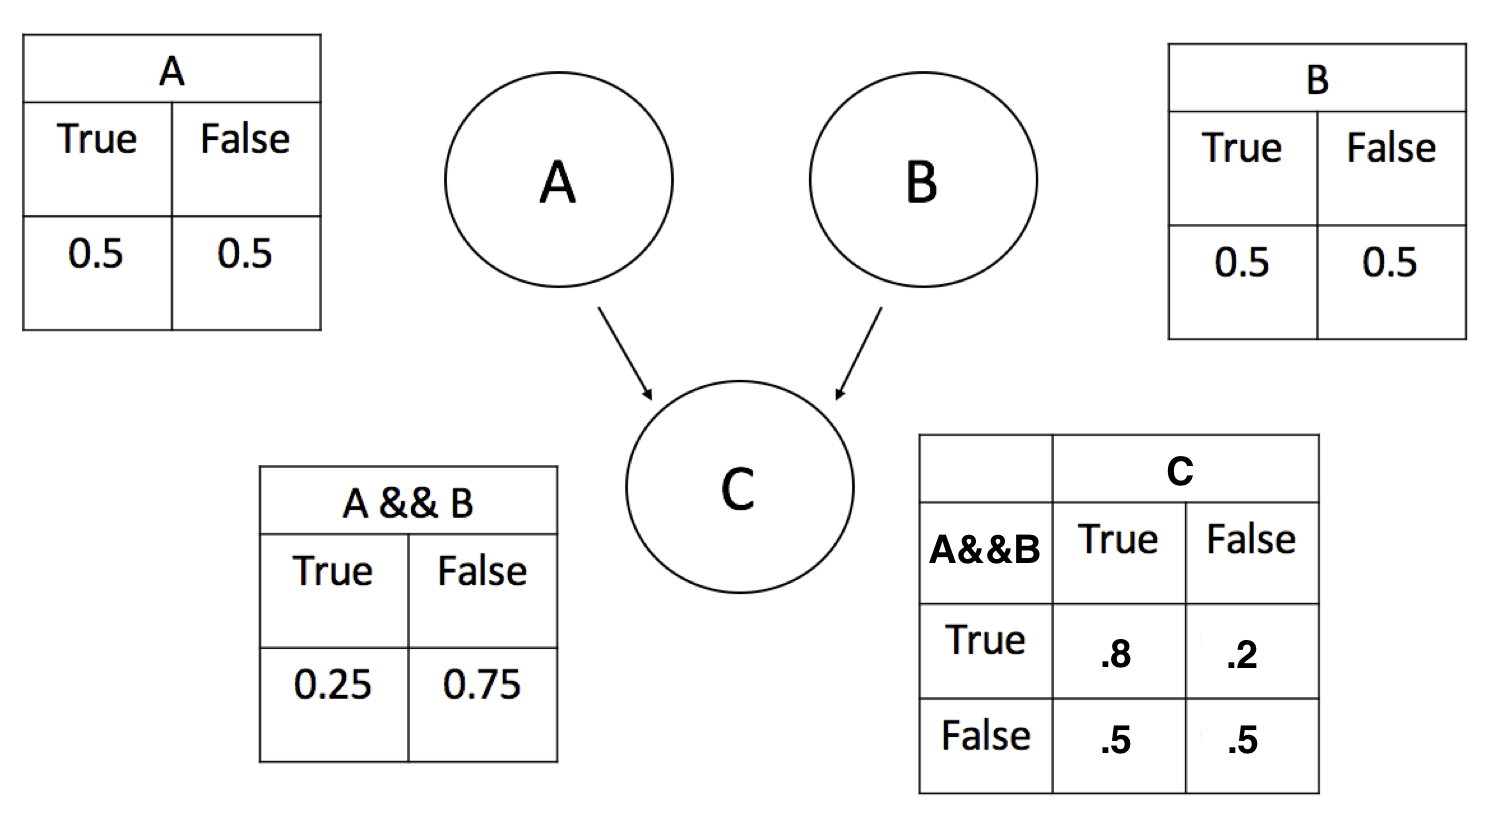 A
True False
0.5 0.5
A
B
B
True False
0.5 0.5
C
A && B
True False
0.25 0.75
C
A&&B True False
True .8 .2
False .5 .5